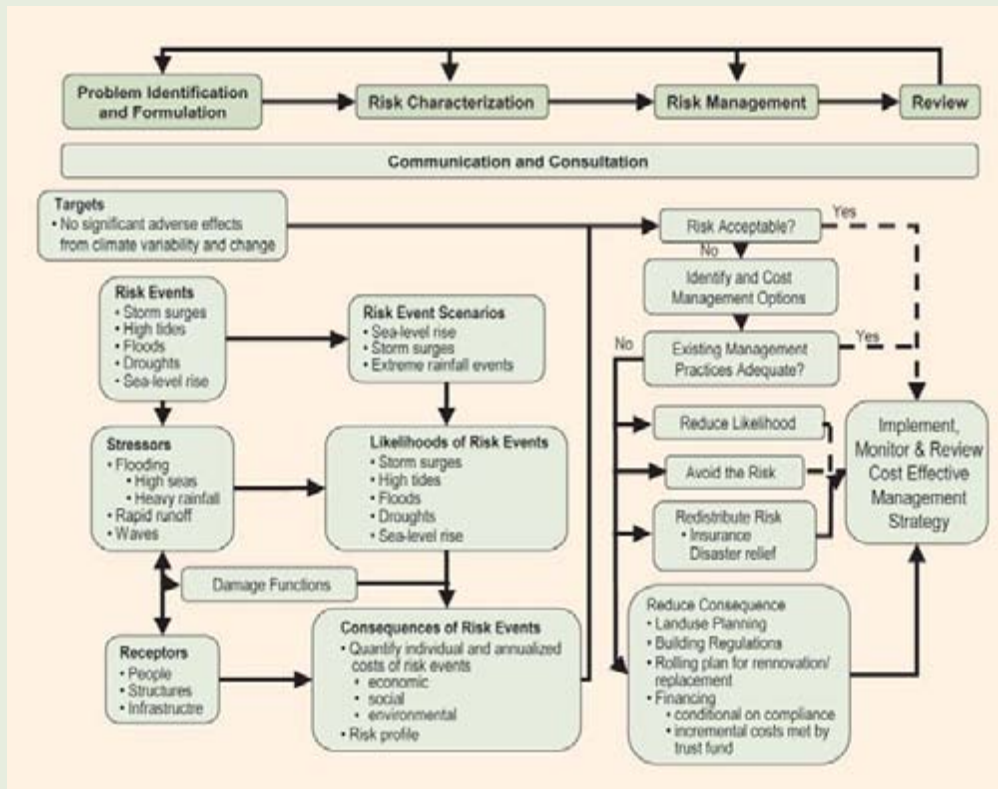 Problem Identification
and Formulation
Risk Characterization
Risk Management
Review
Communication and Consultation
Targets
• No significant adverse effects
from climate variability and change
Risk Events
• Storm surges
• High tides
• Floods
• Droughts
• Sea-level rise
Risk Event Scenarios
• Sea-level rise
• Storm surges
• Extreme rainfall events
Stressors
• Flooding
• High seas
• Heavy rainfall
• Rapid runoff
• Waves
Likelihoods of Risk Events
• Storm surges
• High tides
• Floods
• Droughts
• Sea-level rise
Damage Functions
Receptors
• People
• Structures
• Infrastructre
Consequences of Risk Events
• Quantify individual and annualized
costs of risk events
• economic
• social
• environmental
• Risk profile
Risk Acceptable?
Yes
No
Identify and Cost
Management Options
No
Existing Management
Practices Adequate?
Yes
Reduce Likelihood
Avoid the Risk
Redistribute Risk
• Insurance
Disaster relief
Reduce Consequence
• Landuse Planning
• Building Regulations
• Rolling plan for rennovation/
replacement
• Financing
• conditional on compliance
• incremental costs met by
trust fund
Implement,
Monitor & Review
Cost Effective
Management
Strategy